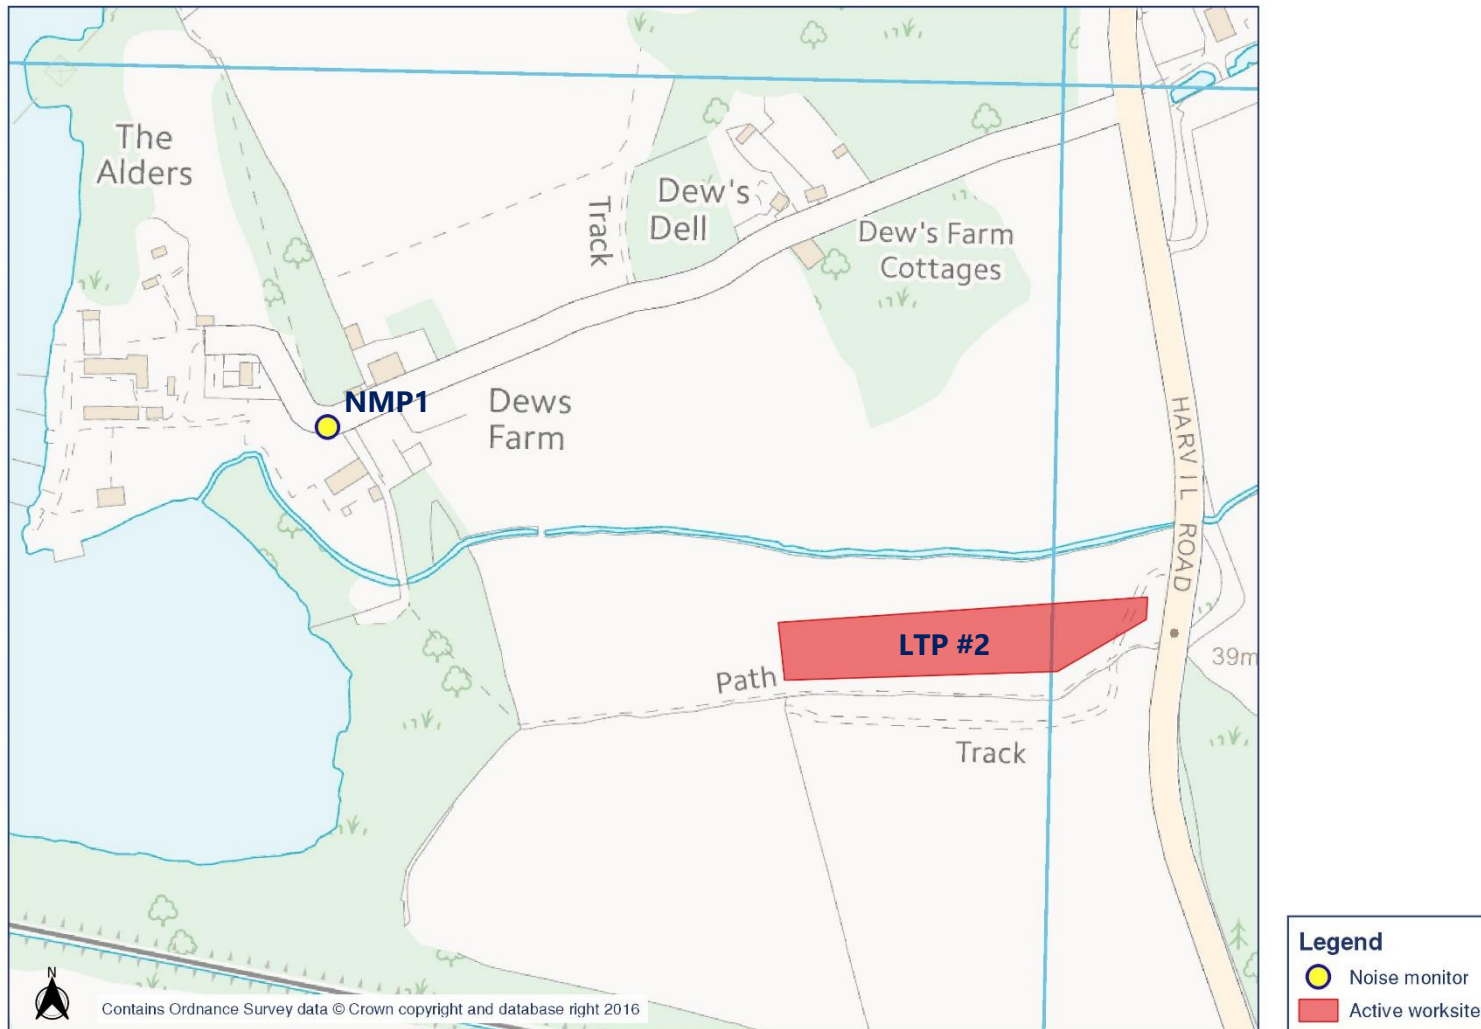 The
Alders
Track
Dew's
Dell
Dew's Farm
Cottages
NMP1
Dews
Farm
HARVIL ROAD
LTP #2
Path
39m
Track
N
Contains Ordnance Survey data © Crown copyright and database right 2016
Legend
Noise monitor
Active worksite